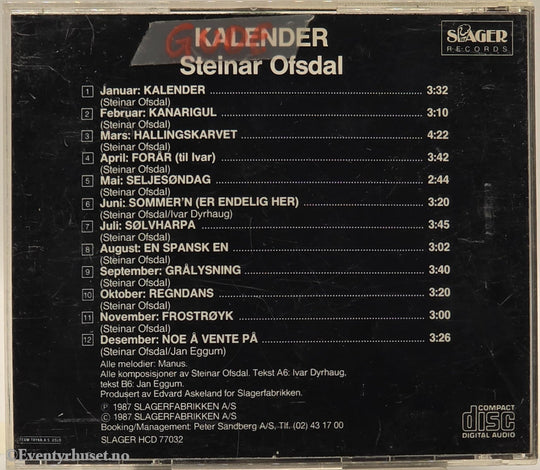 KALENDER
Steinar Ofsdal
SLAGER
RECORDS
1 Januar: KALENDER 3:32
(Steinar Ofsdal)
2 Februar: KANARIGUL 3:10
(Steinar Ofsdal)
3 Mars: HALLINGSKARVET 4:22
(Steinar Ofsdal)
4 April: FORÅR (til Ivar) 3:42
(Steinar Ofsdal)
5 Mai: SELJESØNDAG 2:44
(Steinar Ofsdal)
6 Juni: SOMMER'N (ER ENDELIG HER) 3:20
(Steinar Ofsdal/Ivar Dyrhaug)
7 Juli: SØLVHARPA 3:45
(Steinar Ofsdal)
8 August: EN SPANSK EN 3:02
(Steinar Ofsdal)
9 September: GRÅLYSNING 3:40
(Steinar Ofsdal)
10 Oktober: REGNDANS 3:20
(Steinar Ofsdal)
11 November: FROSTRØYK 3:00
(Steinar Ofsdal)
12 Desember: NOE Å VENTE PÅ 3:26
(Steinar Ofsdal/Jan Eggum)
Alle melodier: Manus.
Alle komposisjoner av Steinar Ofsdal. Tekst A6: Ivar Dyrhaug,
tekst B6: Jan Eggum.
Produsert av Edvard Askeland for Slagerfabrikken.
Ⓟ 1987 SLAGERFABRIKKEN A/S
© 1987 SLAGERFABRIKKEN A/S
Booking/Management: Peter Sandberg A/S, Tlf. (02) 43 17 00
SLAGER HCD 77032
COMPACT
disc
DIGITAL AUDIO
©Eventyrhuset.no